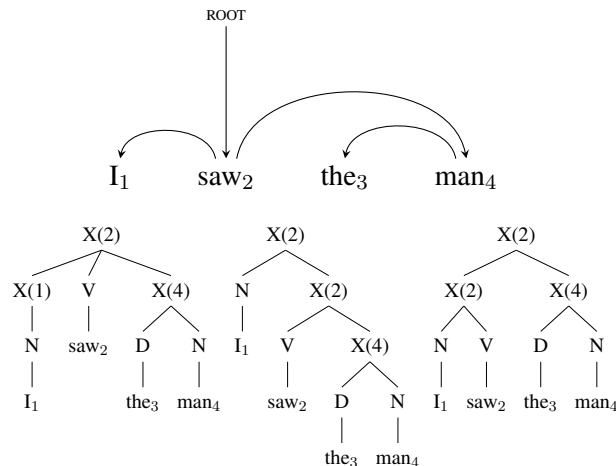 ROOT
I₁ saw₂ the₃ man₄
X(2) X(2) X(2)
X(1) V X(4) N X(2) X(2) X(4)
N saw₂ D N I₁ V X(4) N V D N
I₁ the₃ man₄ saw₂ D N I₁ saw₂ the₃ man₄
the₃ man₄